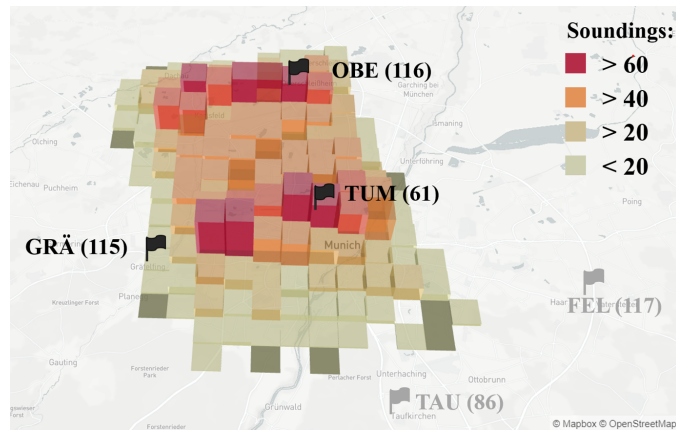 Soundings:
> 60
> 40
> 20
< 20
OBE (116)
Garching bei
München
Ismaning
Olching
Unterföhring
Eichenau
Puchheim
Poing
TUM (61)
GRÄ (115)
Munich
Gräfelfing
Planegg
Kreuzlinger Forst
Haar
FEL (117)
Gauting
Forstenrieder
Park
Perlacher Forst
Unterhaching
Ottobrunn
Grünwald
TAU (86)
Taufkirchen
© Mapbox © OpenStreetMap